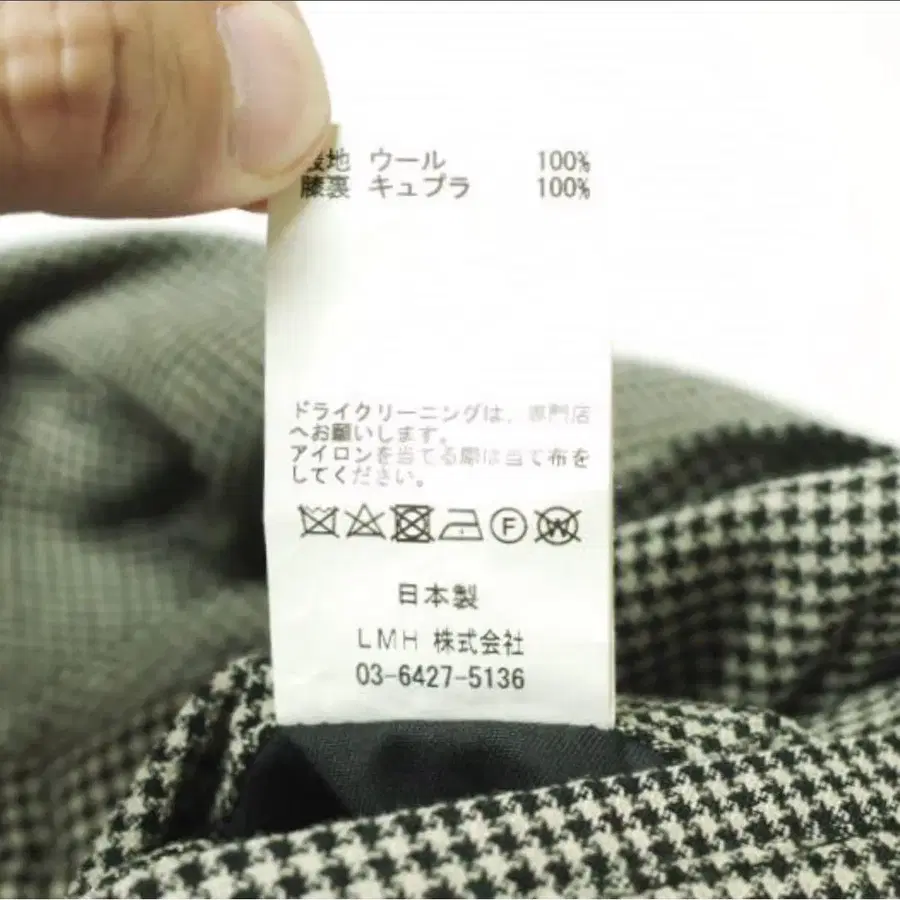 表地 ウール 100%
膝裏 キュプラ 100%
ドライクリーニングは、専門店
へお願いします。
アイロンを当てる際は当て布を
してください。
F W
日本製
LMH 株式会社
03-6427-5136